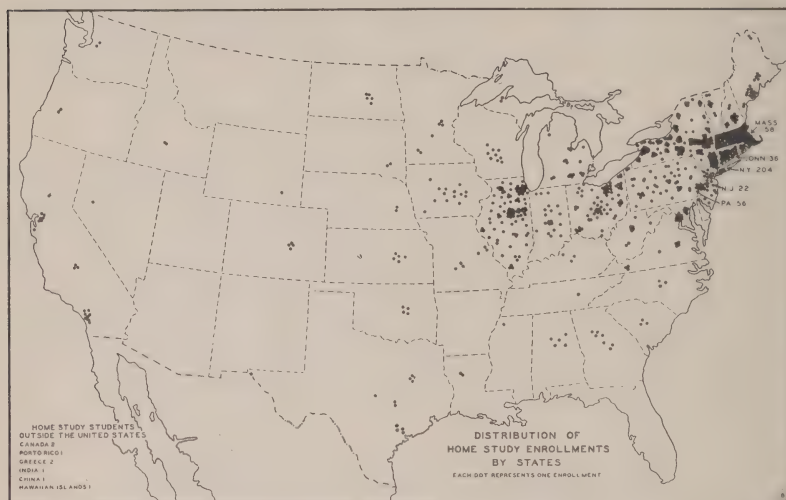 MASS
58
CONN 36
N.Y. 204
N J 22
PA 56
HOME STUDY STUDENTS
OUTSIDE THE UNITED STATES
CANADA 2
PORTO RICO 1
GREECE 2
INDIA 1
CHINA 1
HAWAIIAN ISLANDS 1
DISTRIBUTION OF
HOME STUDY ENROLLMENTS
BY STATES
EACH DOT REPRESENTS ONE ENROLLMENT